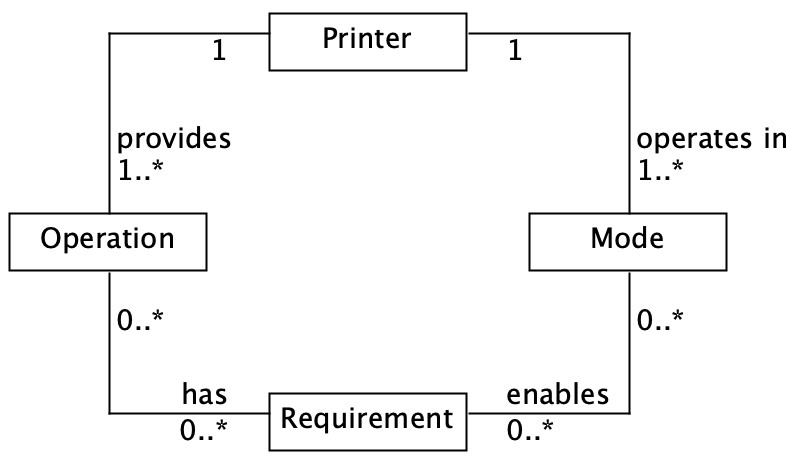 Printer
1
1
provides
1..*
operates in
1..*
Operation
Mode
0..*
0..*
has
0..*
Requirement
enables
0..*